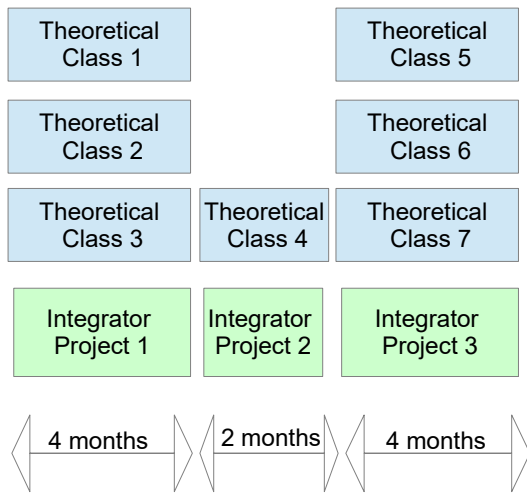 Theoretical
Class 1
Theoretical
Class 5
Theoretical
Class 2
Theoretical
Class 6
Theoretical
Class 3
Theoretical
Class 4
Theoretical
Class 7
Integrator
Project 1
Integrator
Project 2
Integrator
Project 3
4 months
2 months
4 months